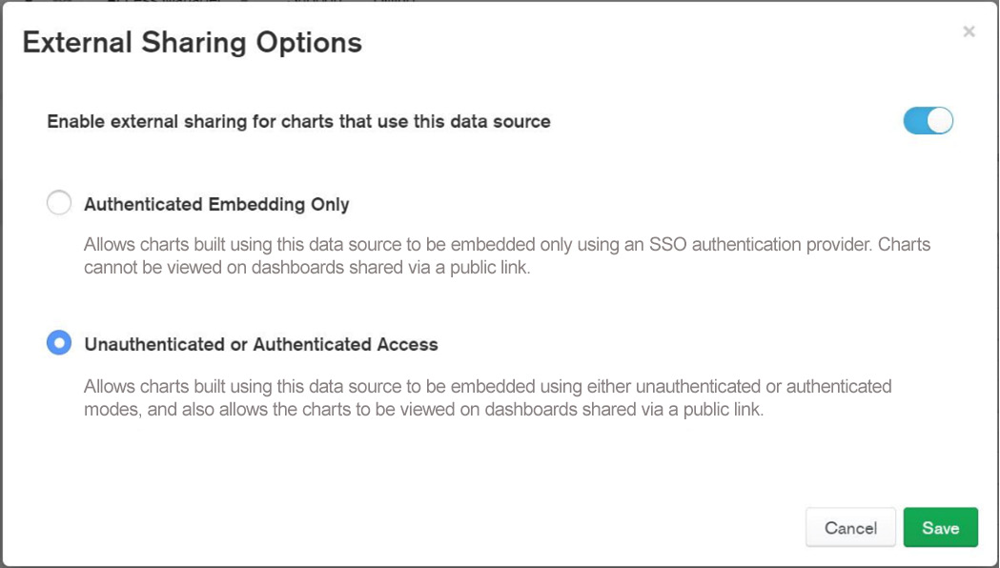 External Sharing Options
×
Enable external sharing for charts that use this data source
Authenticated Embedding Only
Allows charts built using this data source to be embedded only using an SSO authentication provider. Charts
cannot be viewed on dashboards shared via a public link.
Unauthenticated or Authenticated Access
Allows charts built using this data source to be embedded using either unauthenticated or authenticated
modes, and also allows the charts to be viewed on dashboards shared via a public link.
Cancel Save